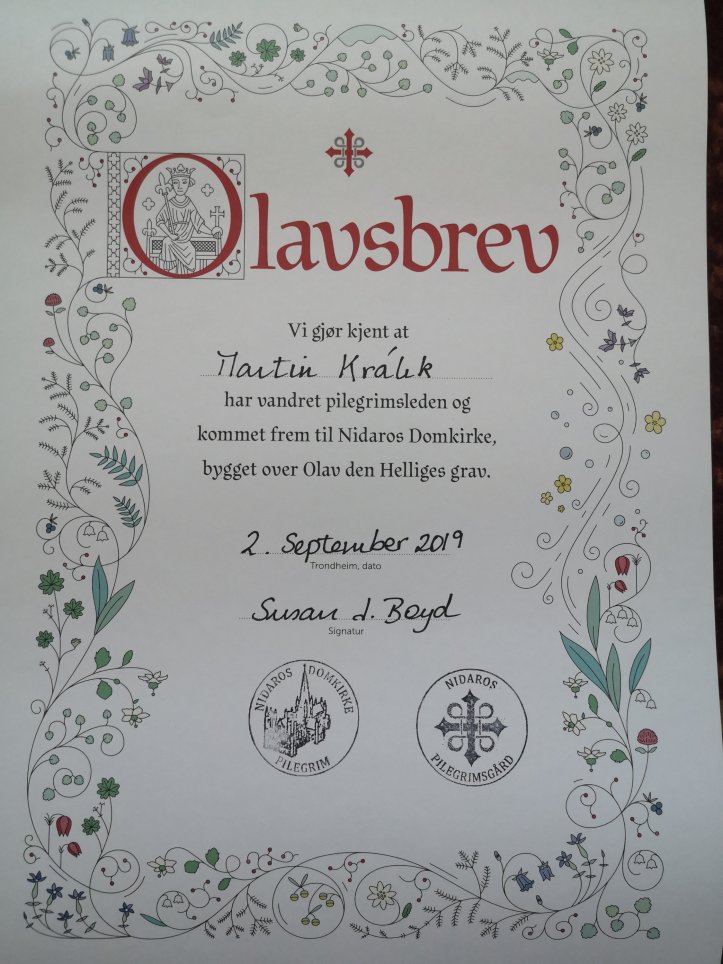 Olavsbrev
Vi gjør kjent at
Martin Králik
har vandret pilegrimsleden og
kommet frem til Nidaros Domkirke,
bygget over Olav den Helliges grav.
2. September 2019
Trondheim, dato
Susan J. Boyd
Signatur
NIDAROS DOMKIRKE
PILEGRIM
NIDAROS
PILEGRIMSGÅRD